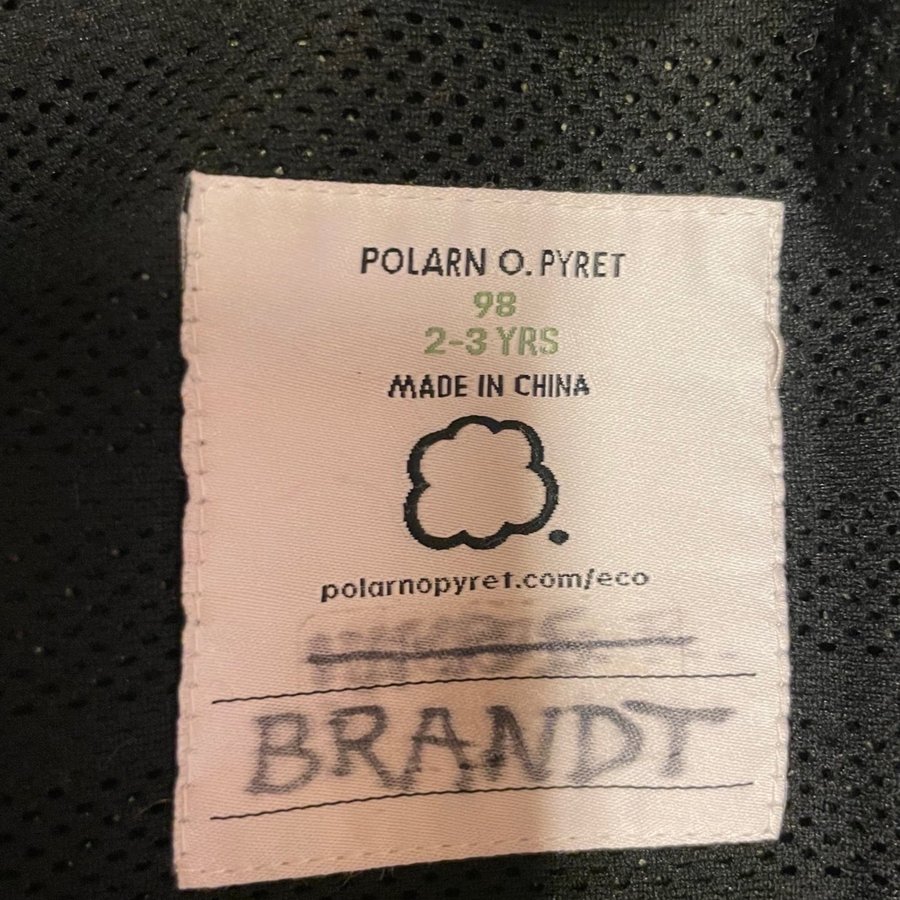 POLARN O. PYRET
98
2-3 YRS
MADE IN CHINA
polarnopyret.com/eco
BRANDT